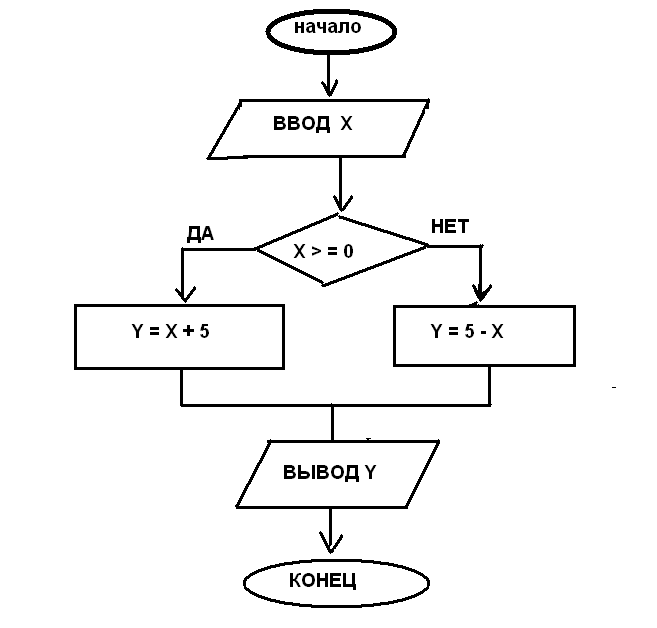 начало
ВВОД X
ДА
НЕТ
X > = 0
Y = X + 5
Y = 5 - X
ВЫВОД Y
КОНЕЦ